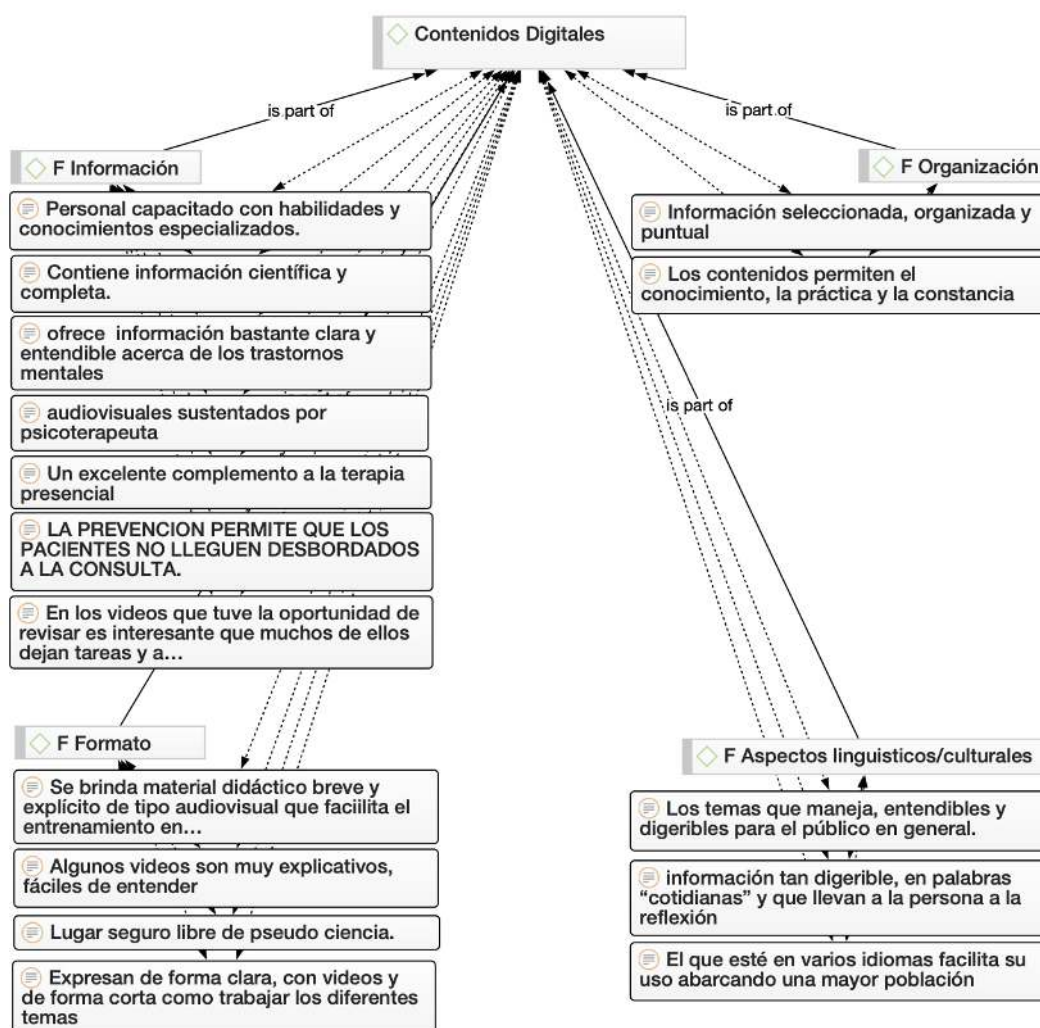 Contenidos Digitales
is part of
is part of
F Información
Personal capacitado con habilidades y
conocimientos especializados.
Contiene información científica y
completa.
ofrece información bastante clara y
entendible acerca de los trastornos
mentales
audiovisuales sustentados por
psicoterapeuta
Un excelente complemento a la terapia
presencial
LA PREVENCION PERMITE QUE LOS
PACIENTES NO LLEGUEN DESBORDADOS
A LA CONSULTA.
En los videos que tuve la oportunidad de
revisar es interesante que muchos de ellos
dejan tareas y a…
F Organización
Información seleccionada, organizada y
puntual
Los contenidos permiten el
conocimiento, la práctica y la constancia
is part of
F Formato
Se brinda material didáctico breve y
explícito de tipo audiovisual que faciilita el
entrenamiento en…
Algunos videos son muy explicativos,
fáciles de entender
Lugar seguro libre de pseudo ciencia.
Expresan de forma clara, con videos y
de forma corta como trabajar los diferentes
temas
F Aspectos linguisticos/culturales
Los temas que maneja, entendibles y
digeribles para el público en general.
información tan digerible, en palabras
“cotidianas” y que llevan a la persona a la
reflexión
El que esté en varios idiomas facilita su
uso abarcando una mayor población